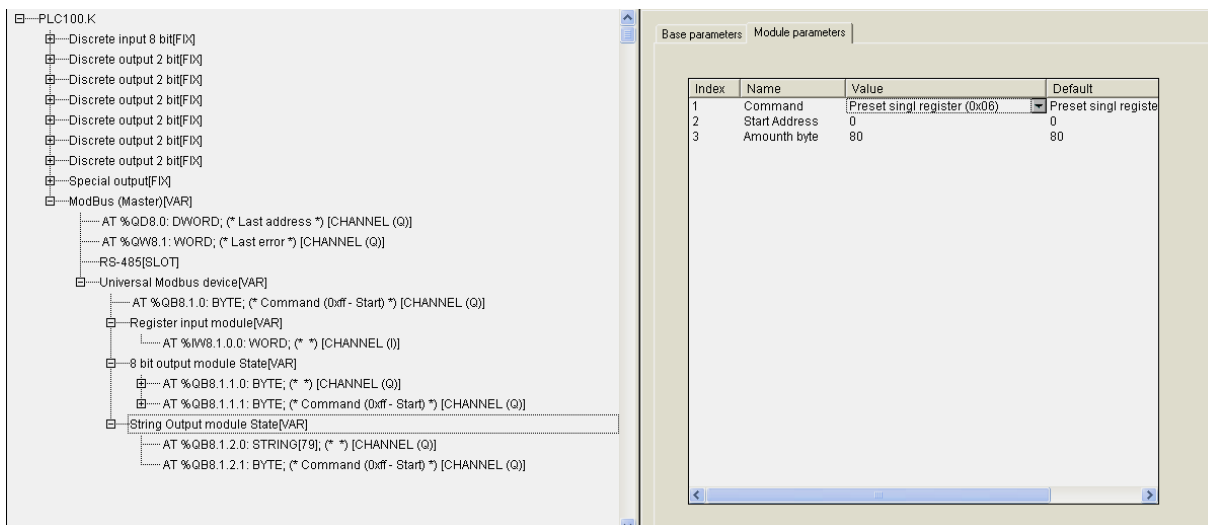 PLC100.K
Discrete input 8 bit[FIX]
Discrete output 2 bit[FIX]
Discrete output 2 bit[FIX]
Discrete output 2 bit[FIX]
Discrete output 2 bit[FIX]
Discrete output 2 bit[FIX]
Discrete output 2 bit[FIX]
Special output[FIX]
ModBus (Master)[VAR]
AT %QD8.0: DWORD; (* Last address *) [CHANNEL (Q)]
AT %QW8.1: WORD; (* Last error *) [CHANNEL (Q)]
RS-485[SLOT]
Universal Modbus device[VAR]
AT %QB8.1.0: BYTE; (* Command (0xff - Start) *) [CHANNEL (Q)]
Register input module[VAR]
AT %IW8.1.0.0: WORD; (* *) [CHANNEL (I)]
8 bit output module State[VAR]
AT %QB8.1.1.0: BYTE; (* *) [CHANNEL (Q)]
AT %QB8.1.1.1: BYTE; (* Command (0xff - Start) *) [CHANNEL (Q)]
String Output module State[VAR]
AT %QB8.1.2.0: STRING[79]; (* *) [CHANNEL (Q)]
AT %QB8.1.2.1: BYTE; (* Command (0xff - Start) *) [CHANNEL (Q)]
Base parameters Module parameters
Index Name Value Default
1 Command Preset singl register (0x06) Preset singl registe
2 Start Address 0 0
3 Amounth byte 80 80